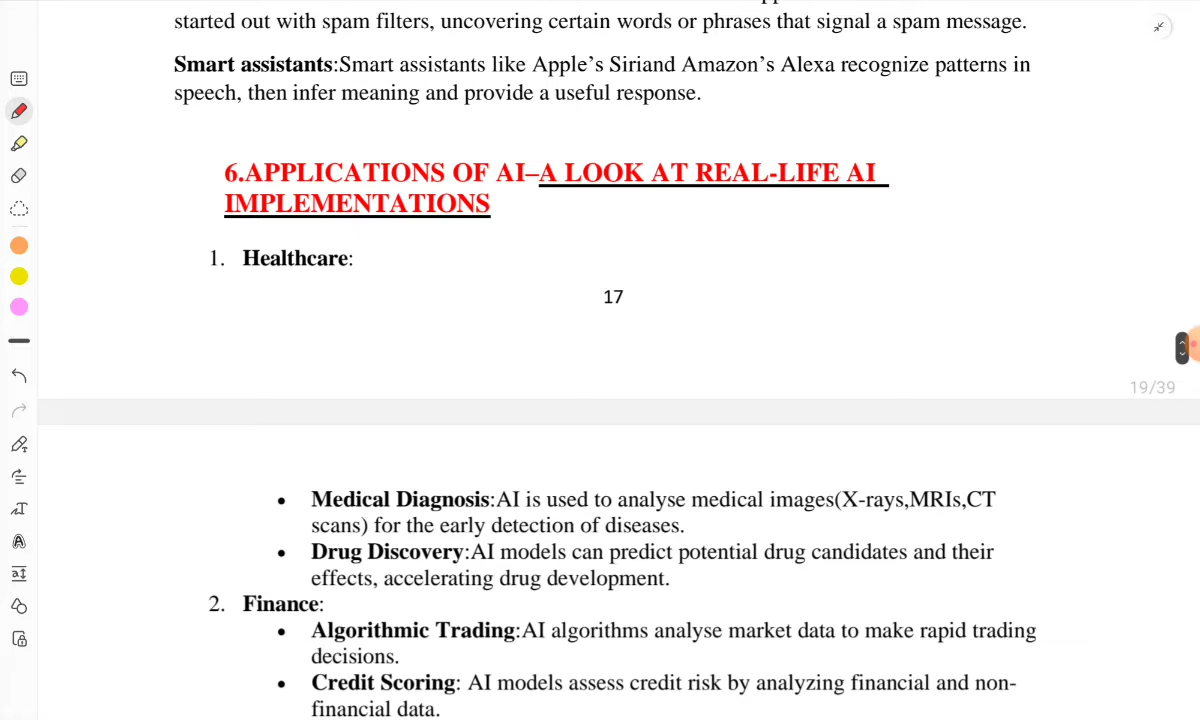 started out with spam filters, uncovering certain words or phrases that signal a spam message.
Smart assistants:Smart assistants like Apple’s Siriand Amazon’s Alexa recognize patterns in
speech, then infer meaning and provide a useful response.
6.APPLICATIONS OF AI–A LOOK AT REAL-LIFE AI
IMPLEMENTATIONS
1. Healthcare:
17
19/39
• Medical Diagnosis:AI is used to analyse medical images(X-rays,MRIs,CT
scans) for the early detection of diseases.
• Drug Discovery:AI models can predict potential drug candidates and their
effects, accelerating drug development.
2. Finance:
• Algorithmic Trading:AI algorithms analyse market data to make rapid trading
decisions.
• Credit Scoring: AI models assess credit risk by analyzing financial and non-
financial data.